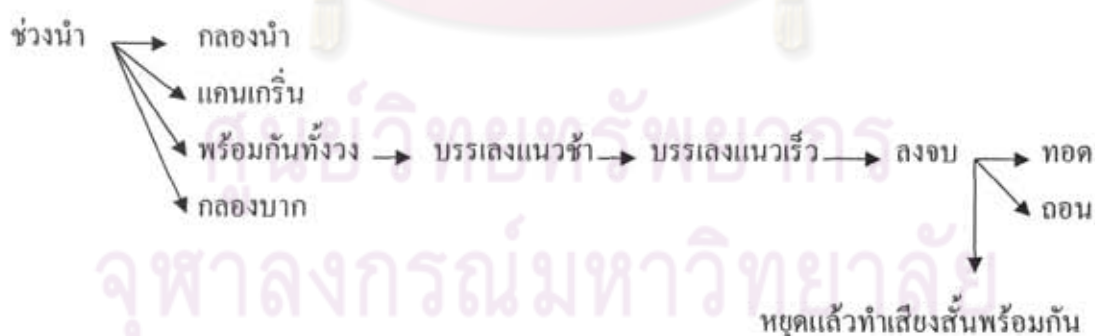 ช่วงนำ กลองนำ
แคนเกริ่น
พร้อมกันทั้งวง บรรเลงแนวช้า บรรเลงแนวเร็ว ลงจบ ทอด
กลองบาก ถอน
หยุดแล้วทำเสียงสั้นพร้อมกัน
ศูนย์วิทยทรัพยากร
จุฬาลงกรณ์มหาวิทยาลัย